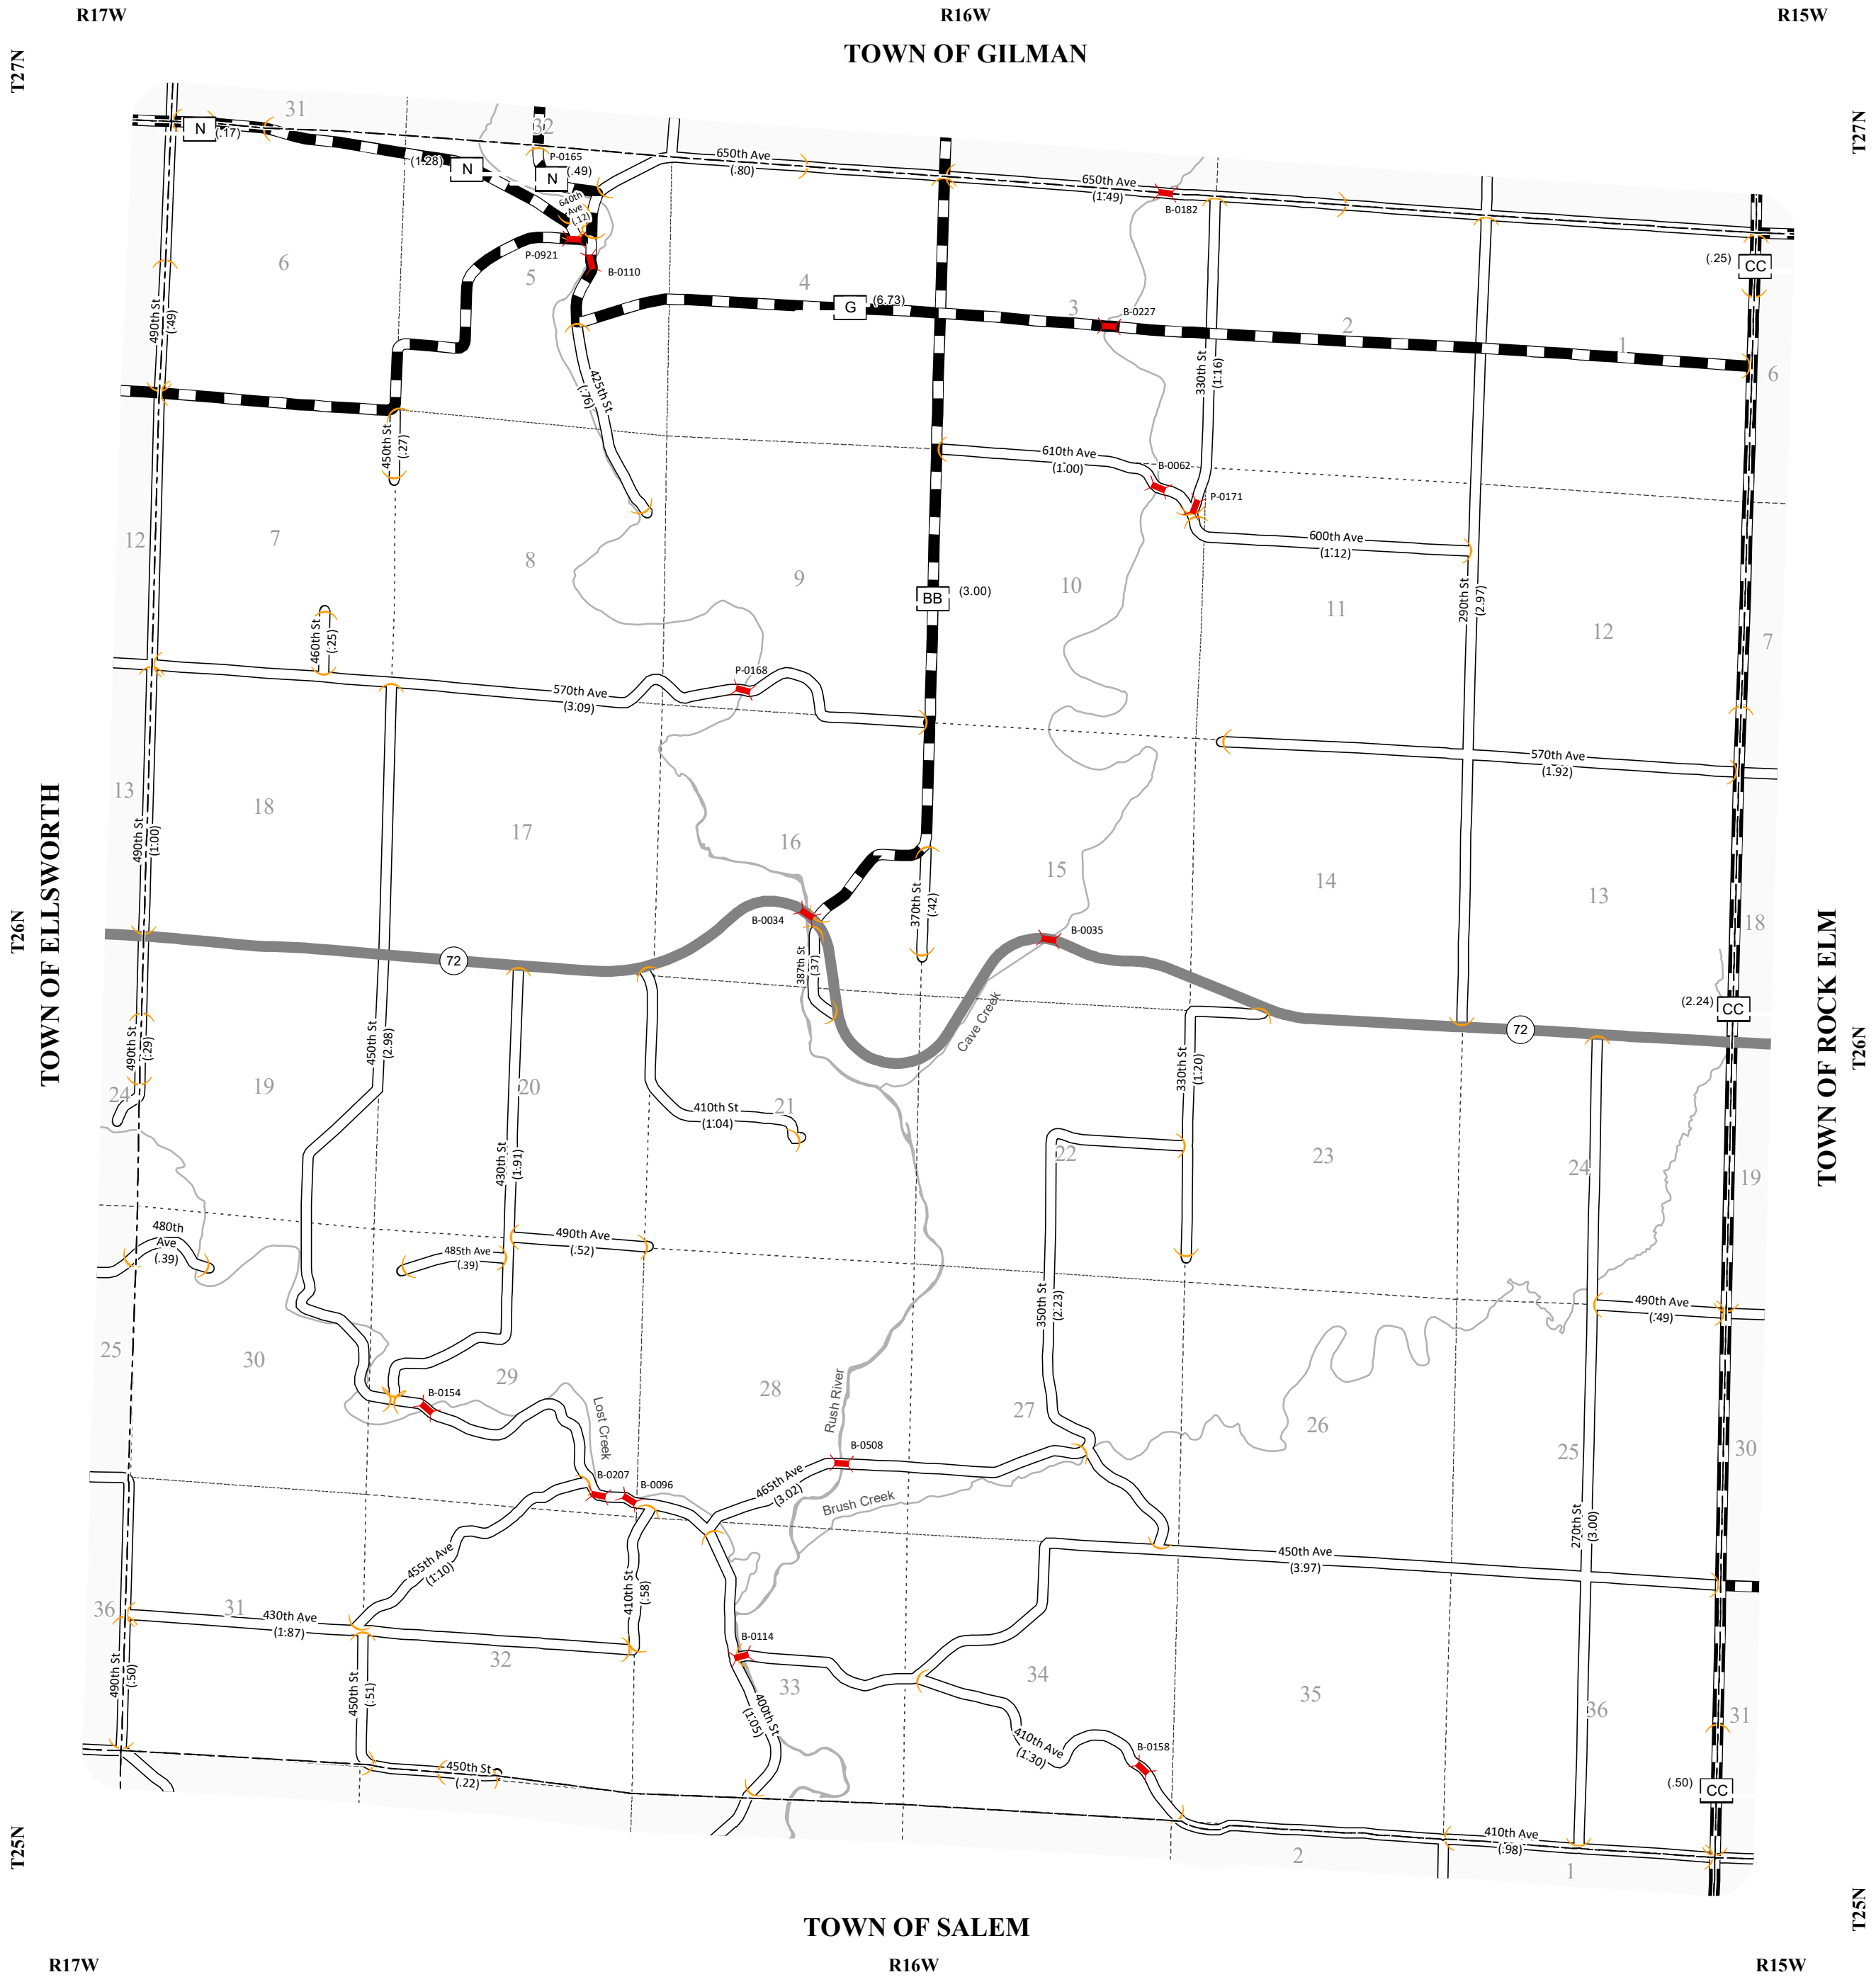 R17W
R16W
R15W
TOWN OF GILMAN
T27N
T27N
31
32
N
(.17)
(1.28)
N
P-0165
N
(.49)
640th
Ave
(.12)
650th Ave
(.80)
650th Ave
(1.49)
B-0182
(.25)
CC
P-0921
B-0110
6
5
4
3
2
1
6
490th St
(.49)
G
(6.73)
B-0227
330th St
(1.16)
425th St
(.76)
450th St
(.27)
610th Ave
(1.00)
B-0062
P-0171
600th Ave
(1.12)
12
7
8
9
10
11
12
7
BB
(3.00)
290th St
(2.97)
460th St
(.25)
570th Ave
(3.09)
P-0168
570th Ave
(1.92)
13
18
17
16
15
14
13
18
490th St
(1.00)
370th St
(.42)
B-0034
B-0035
387th St
(.37)
72
72
T26N
TOWN OF ELLSWORTH
TOWN OF ROCK ELM
T26N
(2.24)
CC
Cave Creek
490th St
(.29)
450th St
(2.98)
24
19
20
21
22
23
24
19
410th St
(1.04)
330th St
(1.20)
430th St
(1.91)
480th
Ave
(.39)
485th Ave
(.39)
490th Ave
(.52)
490th Ave
(.49)
350th St
(2.23)
25
30
29
28
27
26
25
30
B-0154
Lost Creek
Rush River
B-0508
B-0207
B-0096
465th Ave
(3.02)
Brush Creek
270th St
(3.00)
450th Ave
(3.97)
455th Ave
(1.10)
410th St
(.58)
36
31
430th Ave
(1.87)
32
33
34
35
36
31
B-0114
490th St
(.50)
450th St
(.51)
400th St
(1.05)
410th Ave
(1.30)
B-0158
450th St
(.22)
(.50)
CC
410th Ave
(.98)
2
1
T25N
T25N
TOWN OF SALEM
R17W
R16W
R15W